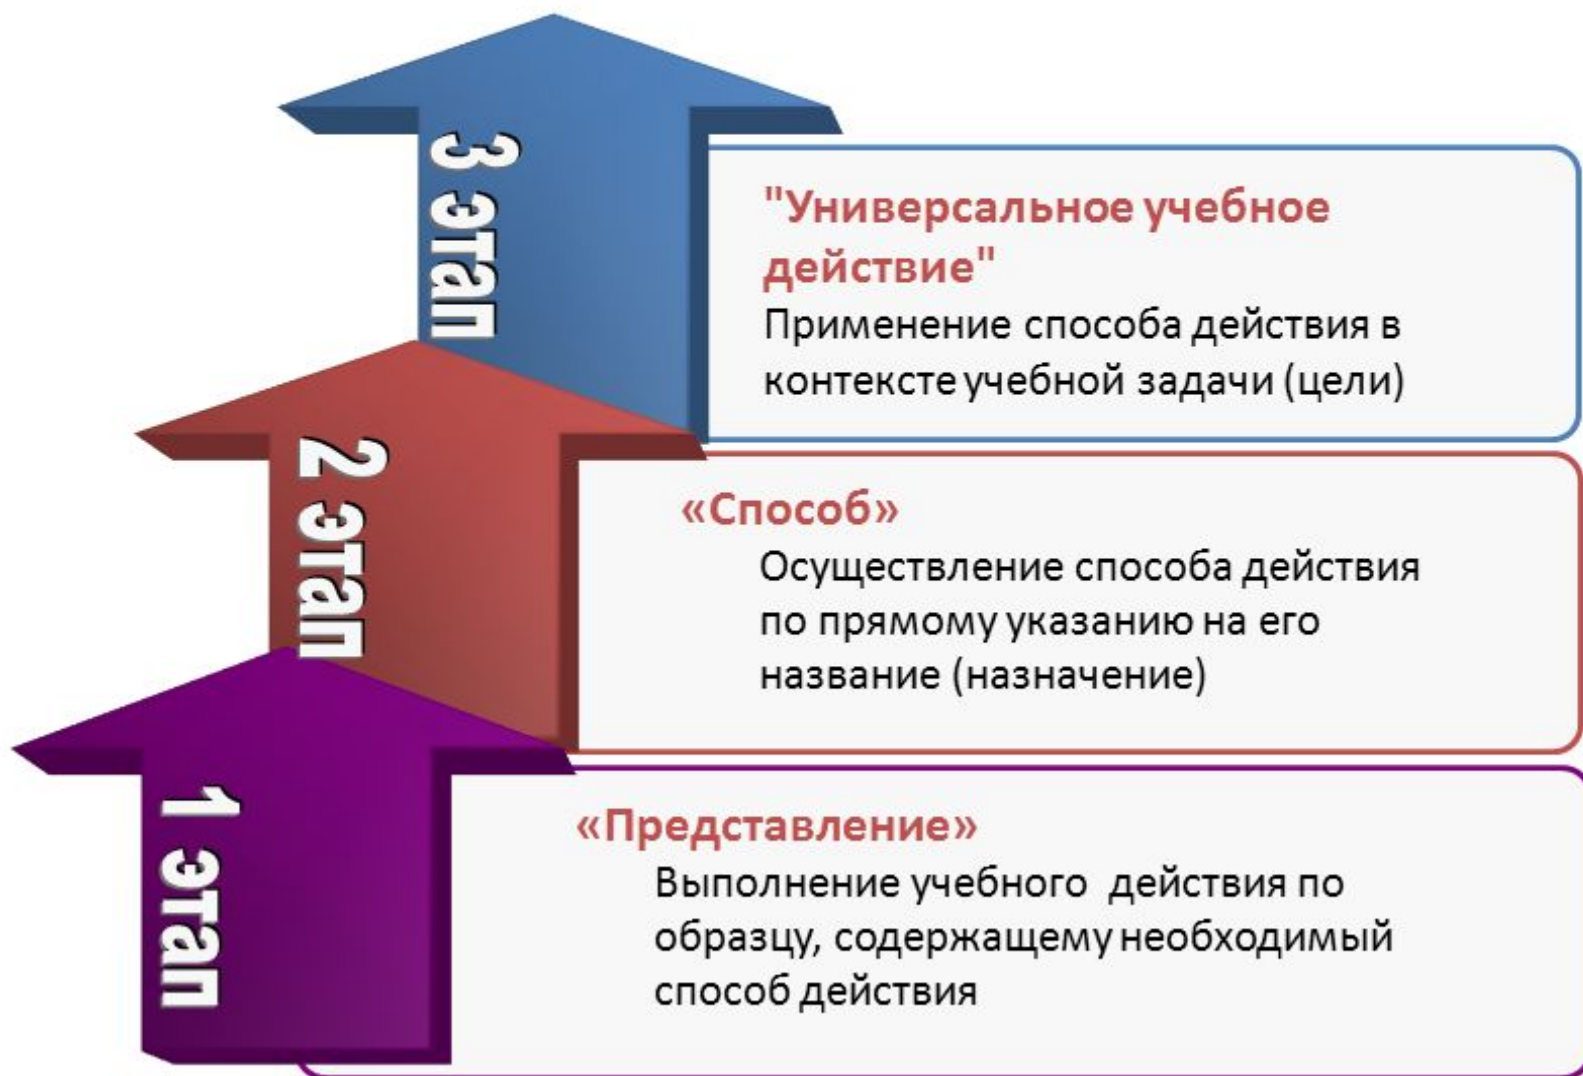 3 этап
"Универсальное учебное
действие"
Применение способа действия в
контексте учебной задачи (цели)
2 этап
«Способ»
Осуществление способа действия
по прямому указанию на его
название (назначение)
1 этап
«Представление»
Выполнение учебного действия по
образцу, содержащему необходимый
способ действия